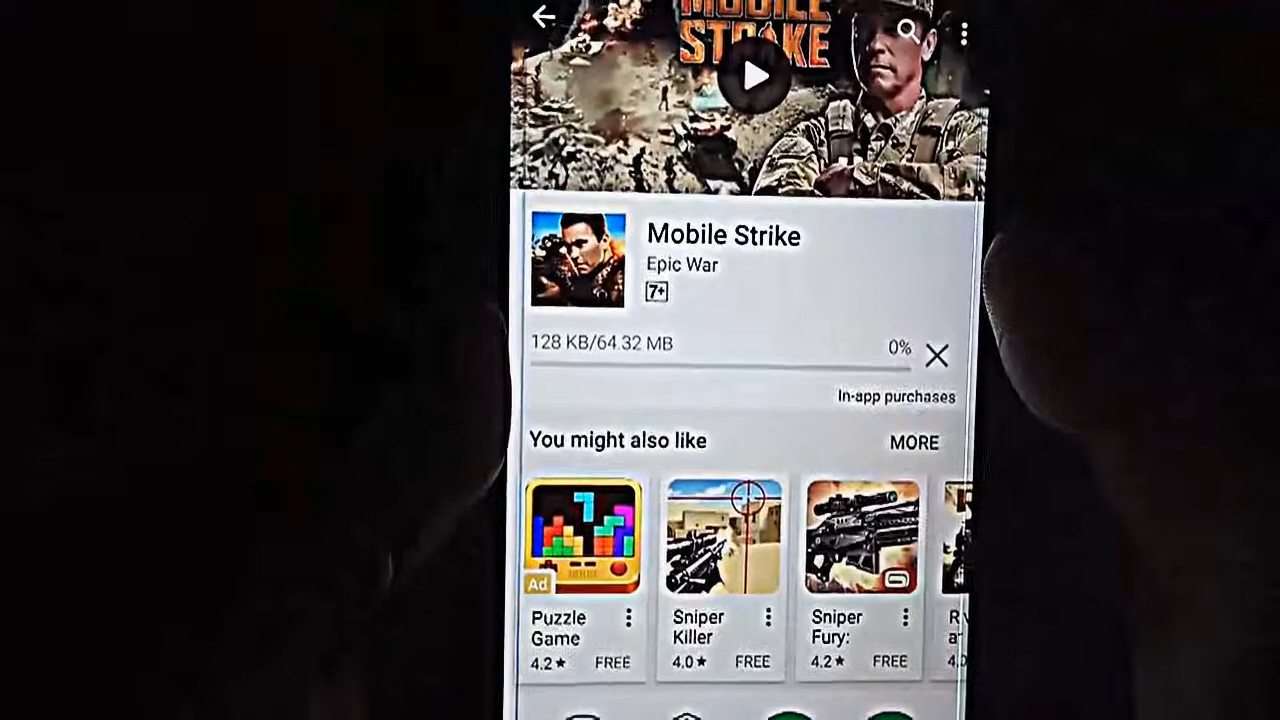 MOBILE
STRIKE
Mobile Strike
Epic War
7+
128 KB/64.32 MB
0%
In-app purchases
You might also like
MORE
Ad
Puzzle
Game
4.2★ FREE
Sniper
Killer
4.0★ FREE
Sniper
Fury:
4.2★ FREE